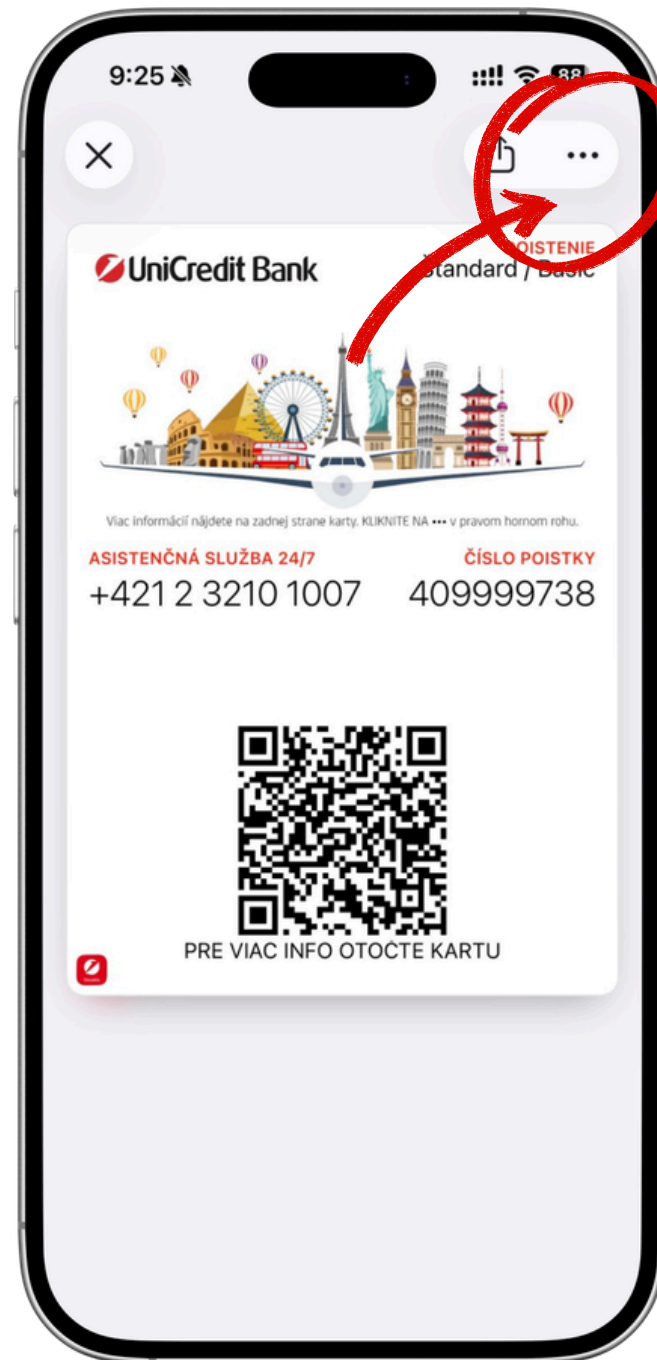 9:25
88
UniCredit Bank
POISTENIE
Štandard / Basic
Viac informácií nájdete na zadnej strane karty. KLIKNITE NA ••• v pravom hornom rohu.
ASISTENČNÁ SLUŽBA 24/7
ČÍSLO POISTKY
+421 2 3210 1007
409999738
PRE VIAC INFO OTOČTE KARTU